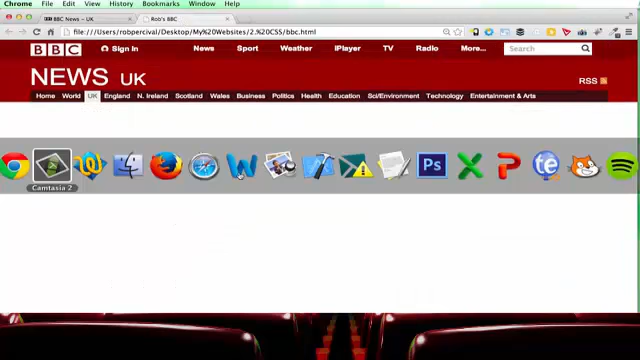 Chrome File Edit View History Bookmarks Window Help
BBC News - UK
Rob's BBC
file:///Users/robpercival/Desktop/My%20Websites/2.%20CSS/bbc.html
BBC Sign in News Sport Weather iPlayer TV Radio More... Search
NEWS UK
RSS
Home World UK England N. Ireland Scotland Wales Business Politics Health Education Sci/Environment Technology Entertainment & Arts
W Ps X P te
Camtasia 2